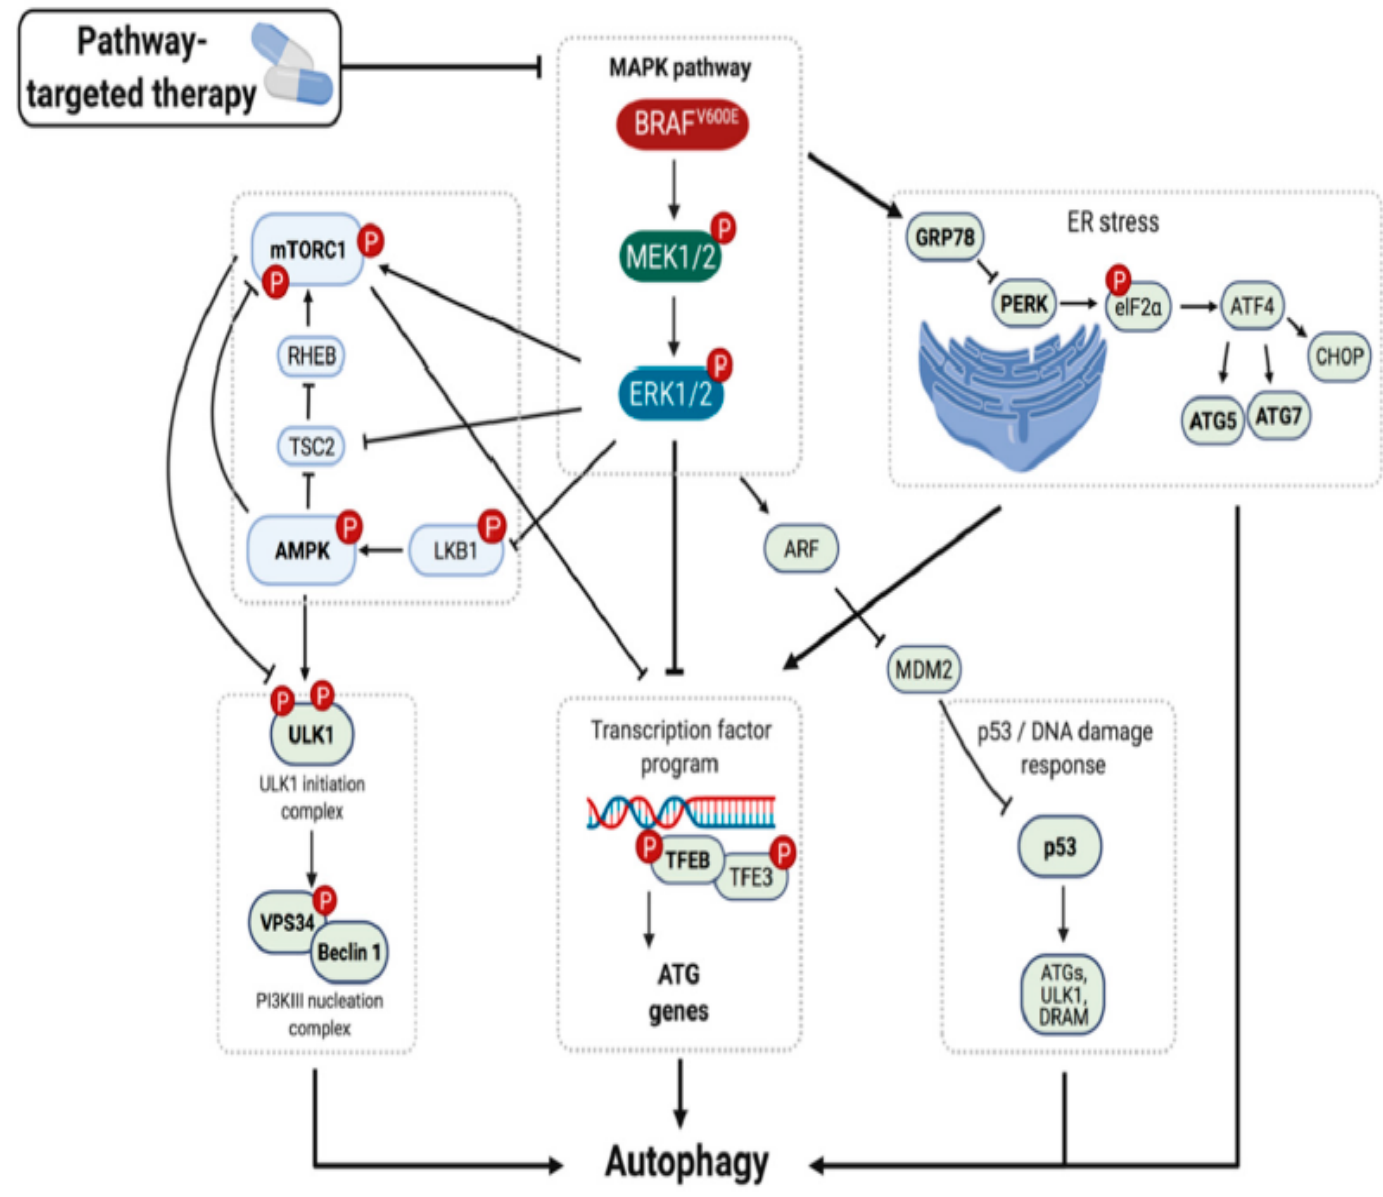 Pathway-
targeted therapy
MAPK pathway
BRAFV600E
P
MEK1/2
P
ERK1/2
mTORC1
P
P
RHEB
TSC2
AMPK
P
LKB1
P
ER stress
GRP78
PERK
P
eIF2α
ATF4
CHOP
ATG5
ATG7
ARF
MDM2
P
P
ULK1
ULK1 initiation
complex
P
VPS34
Beclin 1
PI3KIII nucleation
complex
Transcription factor
program
P
TFEB
P
TFE3
ATG
genes
p53 / DNA damage
response
p53
ATGs,
ULK1,
DRAM
Autophagy